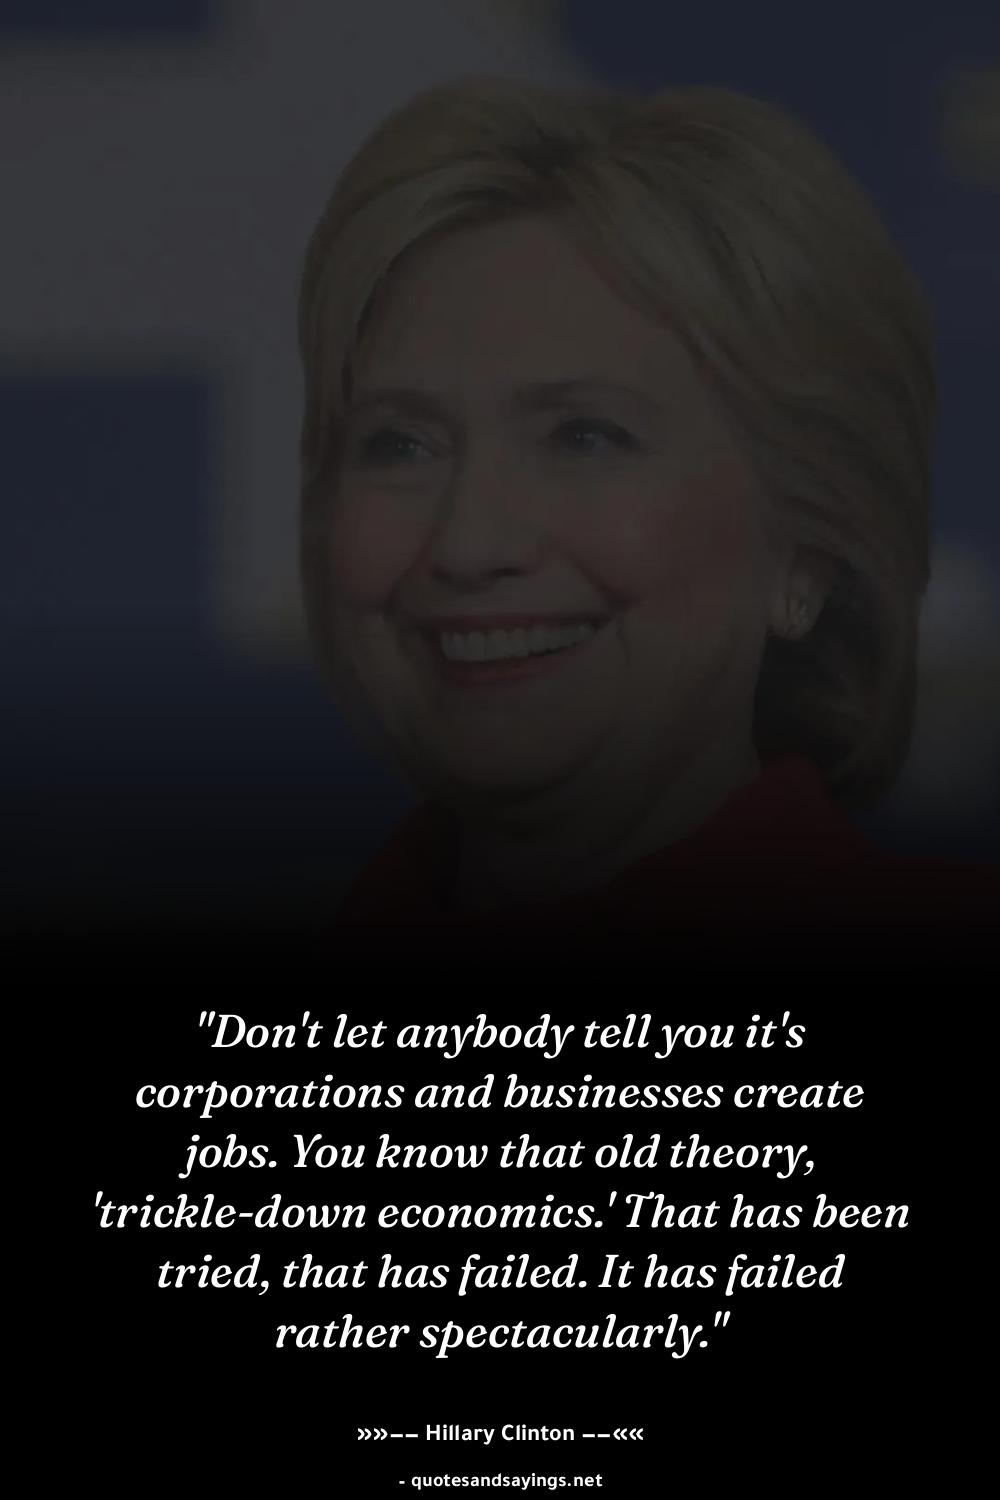 "Don't let anybody tell you it's
corporations and businesses create
jobs. You know that old theory,
'trickle-down economics.' That has been
tried, that has failed. It has failed
rather spectacularly."
»»–– Hillary Clinton ––««
- quotesandsayings.net